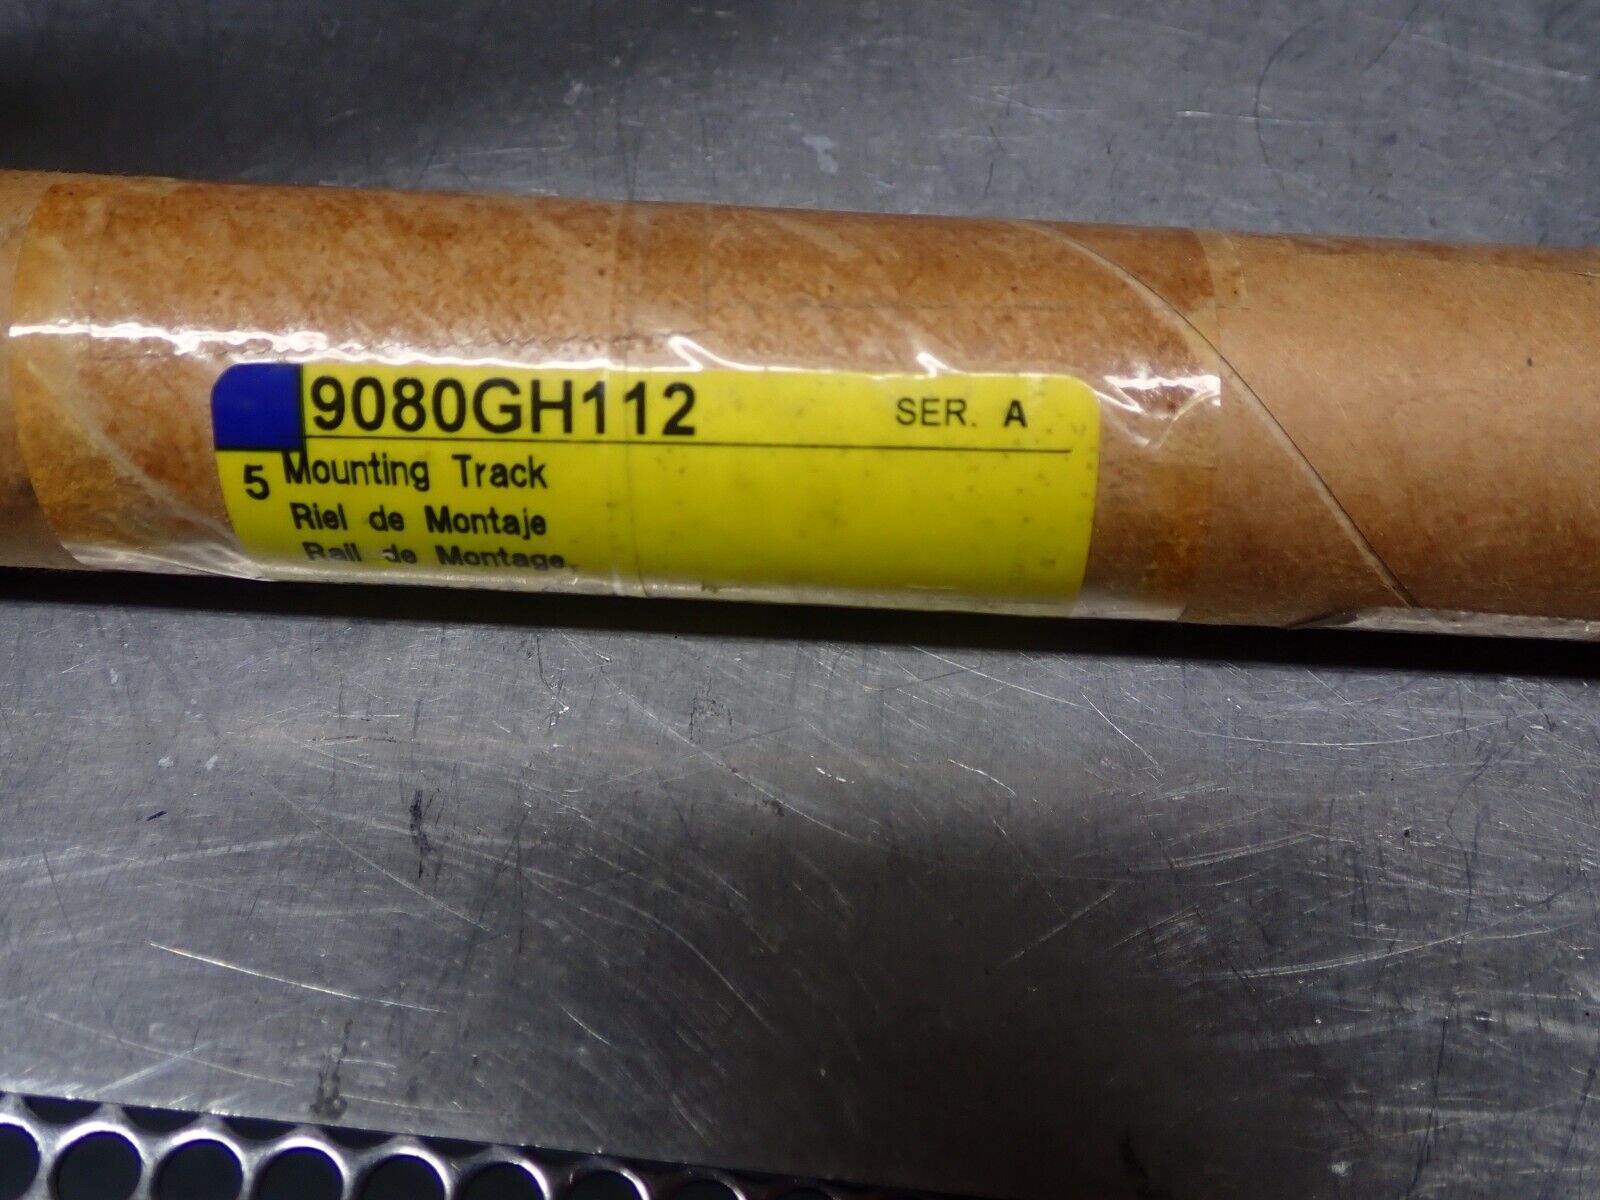 9080GH112 SER. A
5 Mounting Track
Riel de Montaje
Rail de Montage